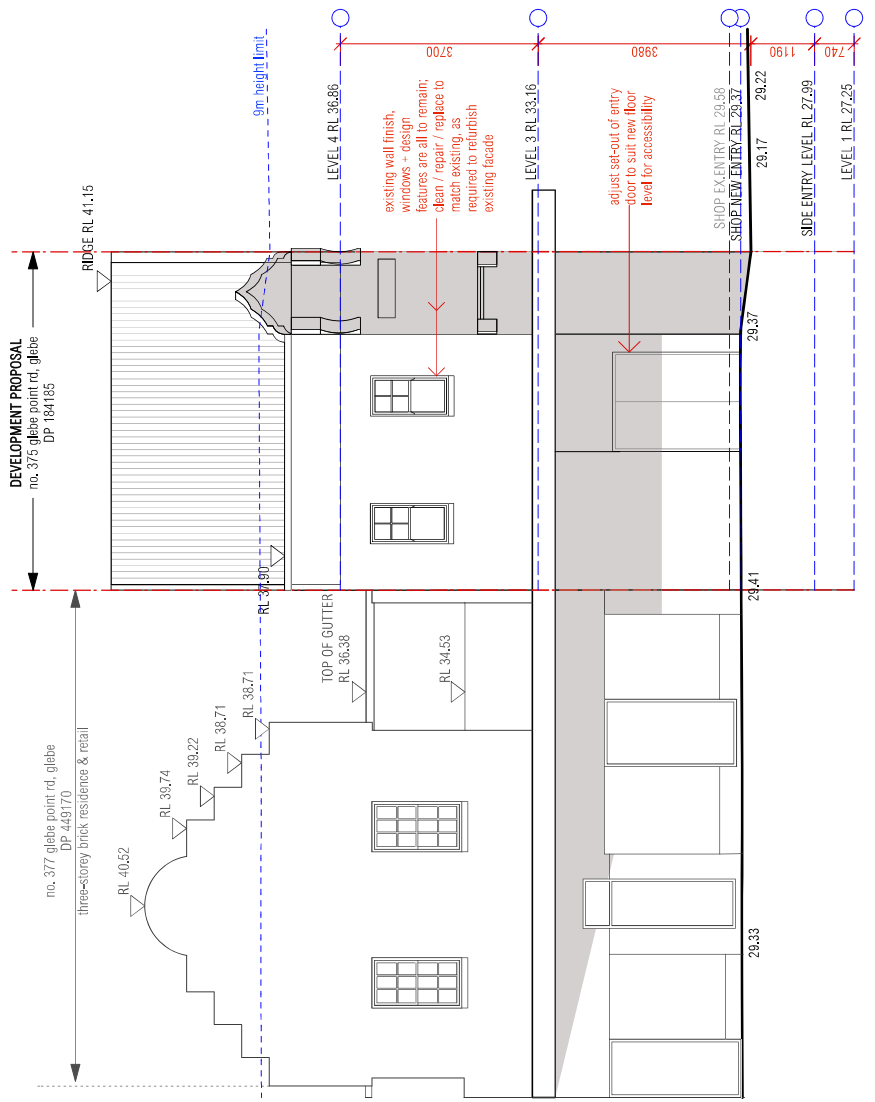 DEVELOPMENT PROPOSAL
no. 375 glebe point rd, glebe
DP 184185
no. 377 glebe point rd, glebe
DP 449170
three-storey brick residence & retail
RIDGE RL 41.15
9m height limit
RL 40.52
RL 39.74
RL 39.22
RL 38.71
RL 38.71
RL 37.90
TOP OF GUTTER
RL 36.38
RL 34.53
LEVEL 4 RL 36.86
3700
existing wall finish,
windows + design
features are all to remain;
clean / repair / replace to
match existing, as
required to refurbish
existing facade
LEVEL 3 RL 33.16
3980
adjust set-out of entry
door to suit new floor
level for accessibility
SHOP EX.ENTRY RL 29.58
SHOP NEW ENTRY RL 29.37
29.33
29.41
29.37
29.17
29.22
1190
SIDE ENTRY LEVEL RL 27.99
740
LEVEL 1 RL 27.25